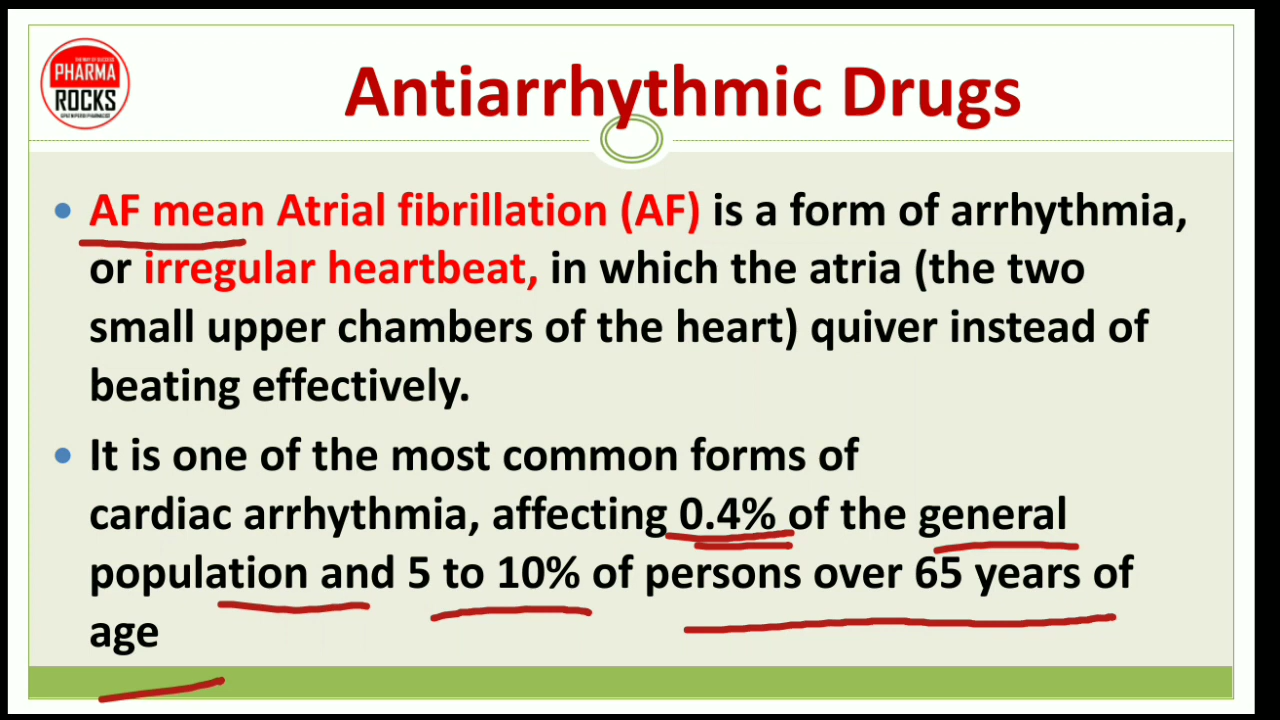 PHARMA
ROCKS
Antiarrhythmic Drugs
• AF mean Atrial fibrillation (AF) is a form of arrhythmia,
or irregular heartbeat, in which the atria (the two
small upper chambers of the heart) quiver instead of
beating effectively.
• It is one of the most common forms of
cardiac arrhythmia, affecting 0.4% of the general
population and 5 to 10% of persons over 65 years of
age